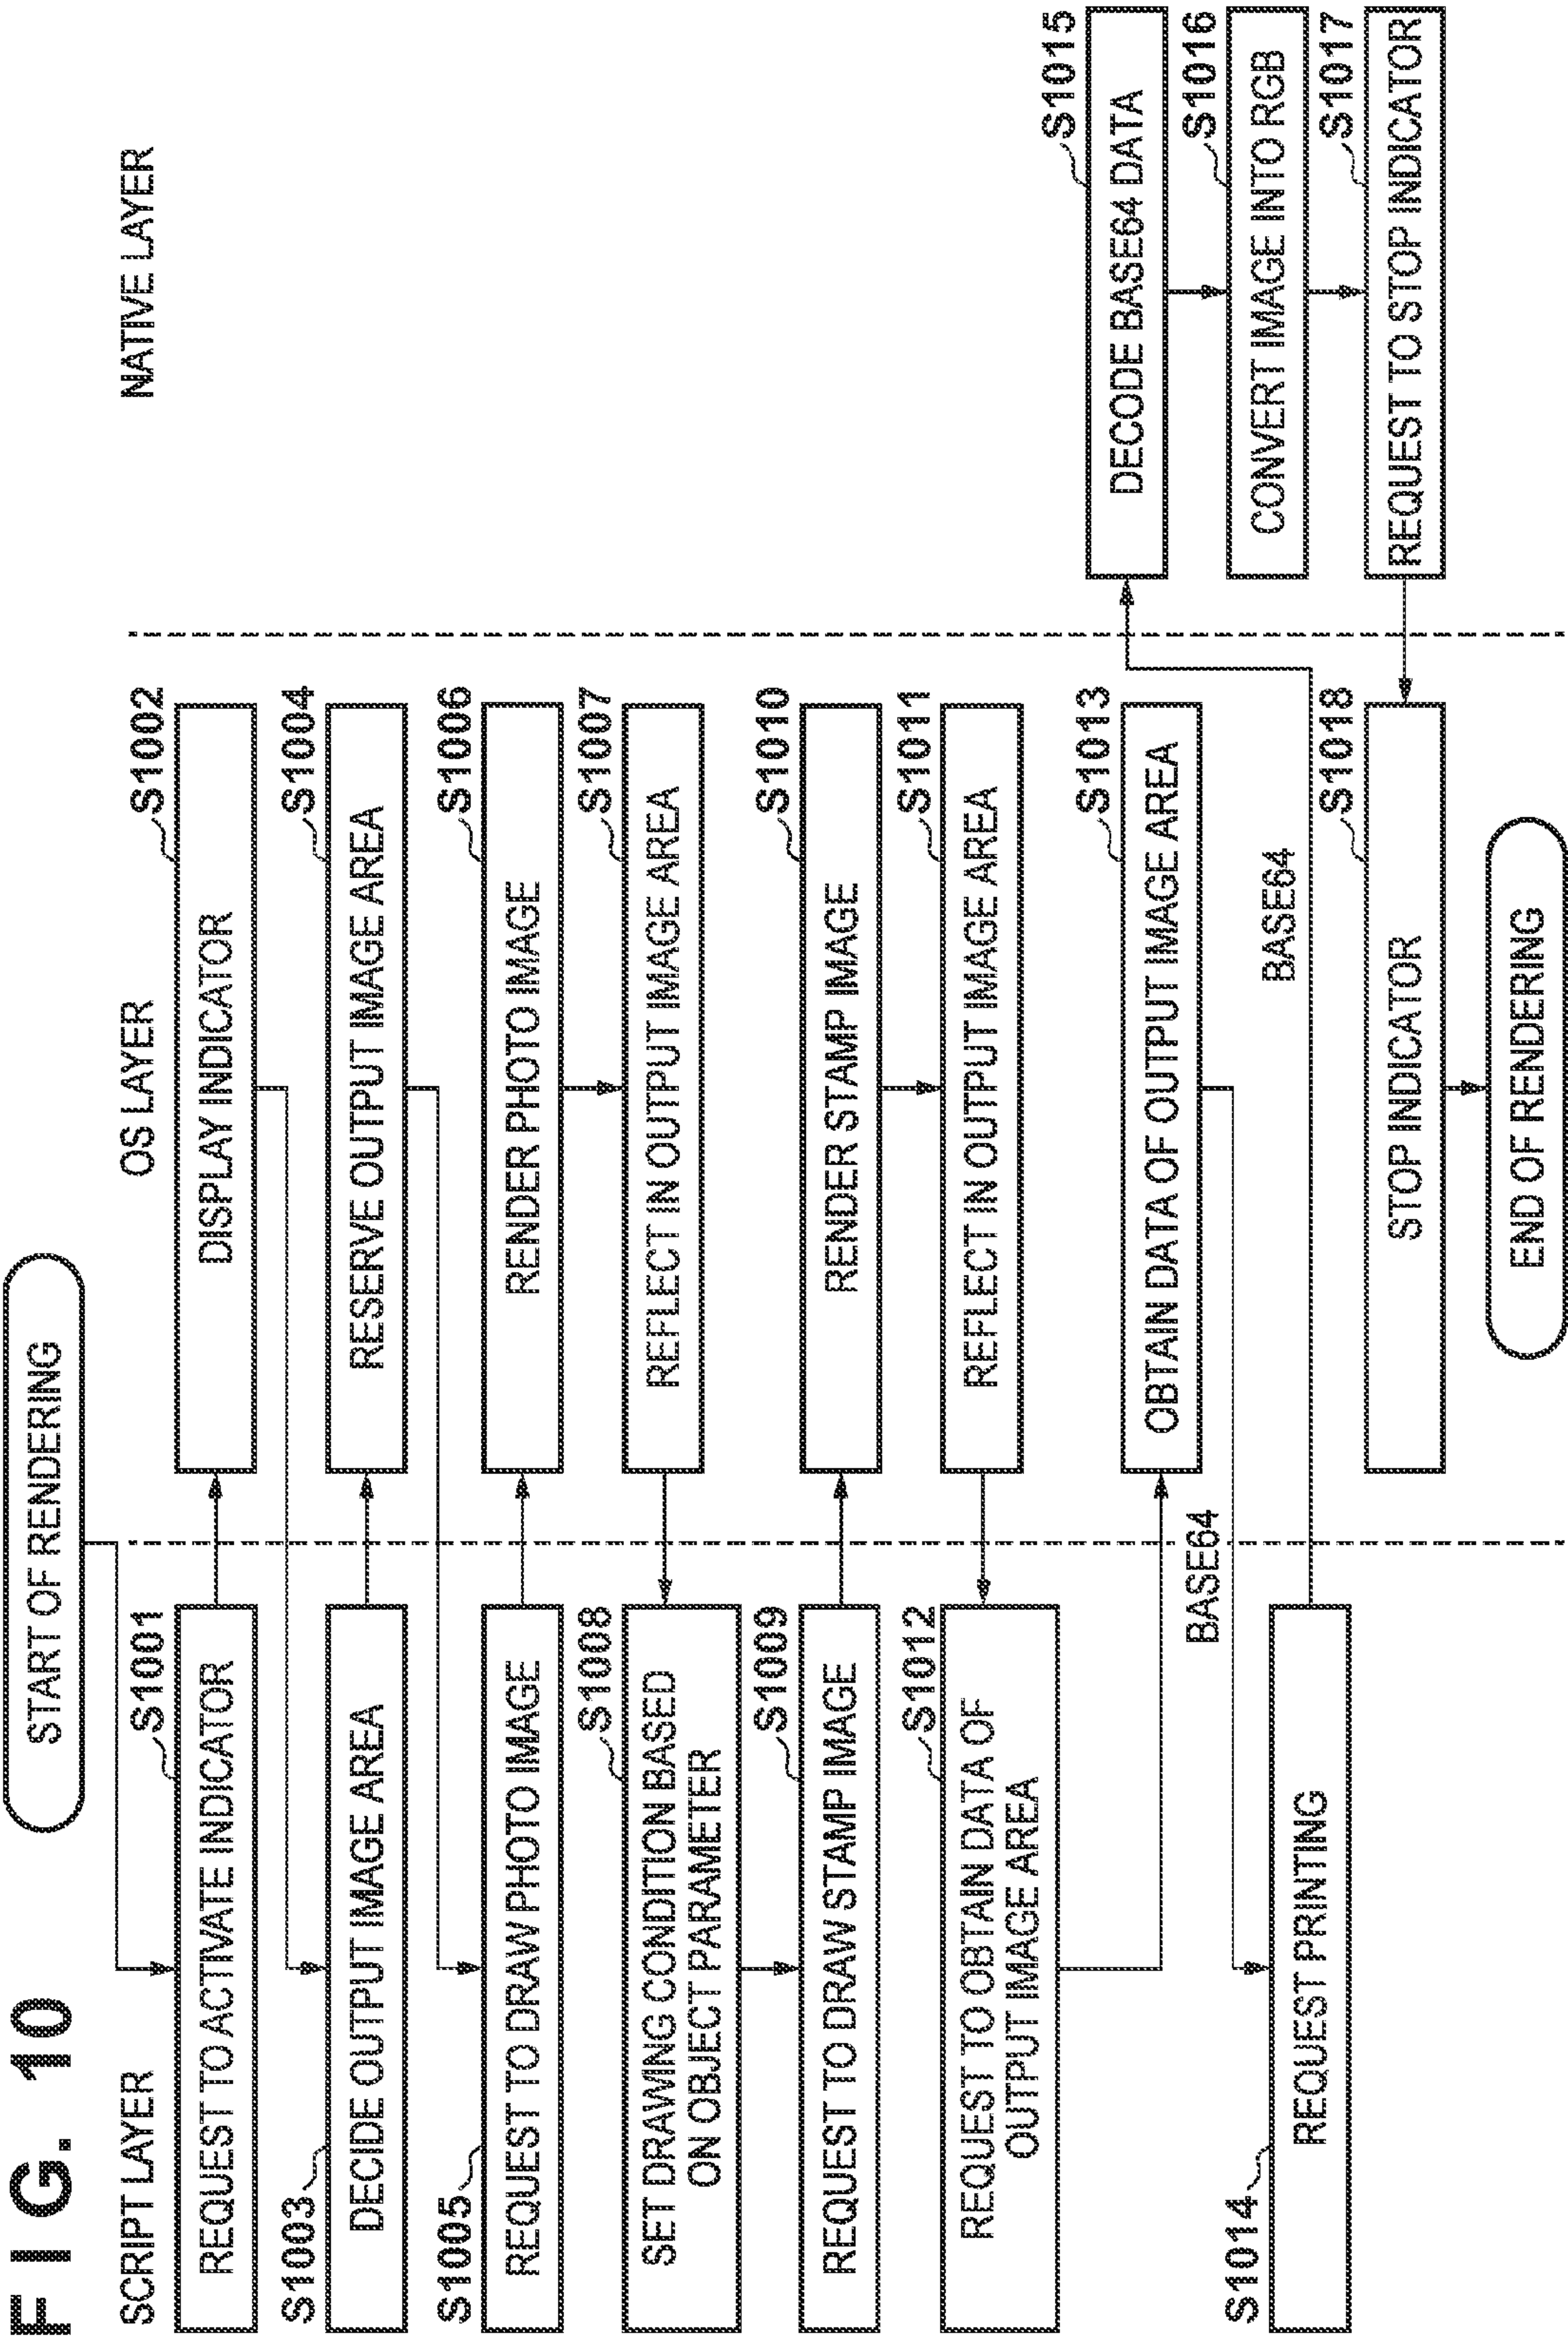 FIG. 10
START OF RENDERING
SCRIPT LAYER
OS LAYER
NATIVE LAYER
S1001
REQUEST TO ACTIVATE INDICATOR
S1002
DISPLAY INDICATOR
S1003
DECIDE OUTPUT IMAGE AREA
S1004
RESERVE OUTPUT IMAGE AREA
S1005
REQUEST TO DRAW PHOTO IMAGE
S1006
RENDER PHOTO IMAGE
S1007
REFLECT IN OUTPUT IMAGE AREA
S1008
SET DRAWING CONDITION BASED
ON OBJECT PARAMETER
S1009
REQUEST TO DRAW STAMP IMAGE
S1010
RENDER STAMP IMAGE
S1011
REFLECT IN OUTPUT IMAGE AREA
S1012
REQUEST TO OBTAIN DATA OF
OUTPUT IMAGE AREA
S1013
OBTAIN DATA OF OUTPUT IMAGE AREA
BASE64
S1014
REQUEST PRINTING
BASE64
S1015
DECODE BASE64 DATA
S1016
CONVERT IMAGE INTO RGB
S1017
REQUEST TO STOP INDICATOR
S1018
STOP INDICATOR
END OF RENDERING